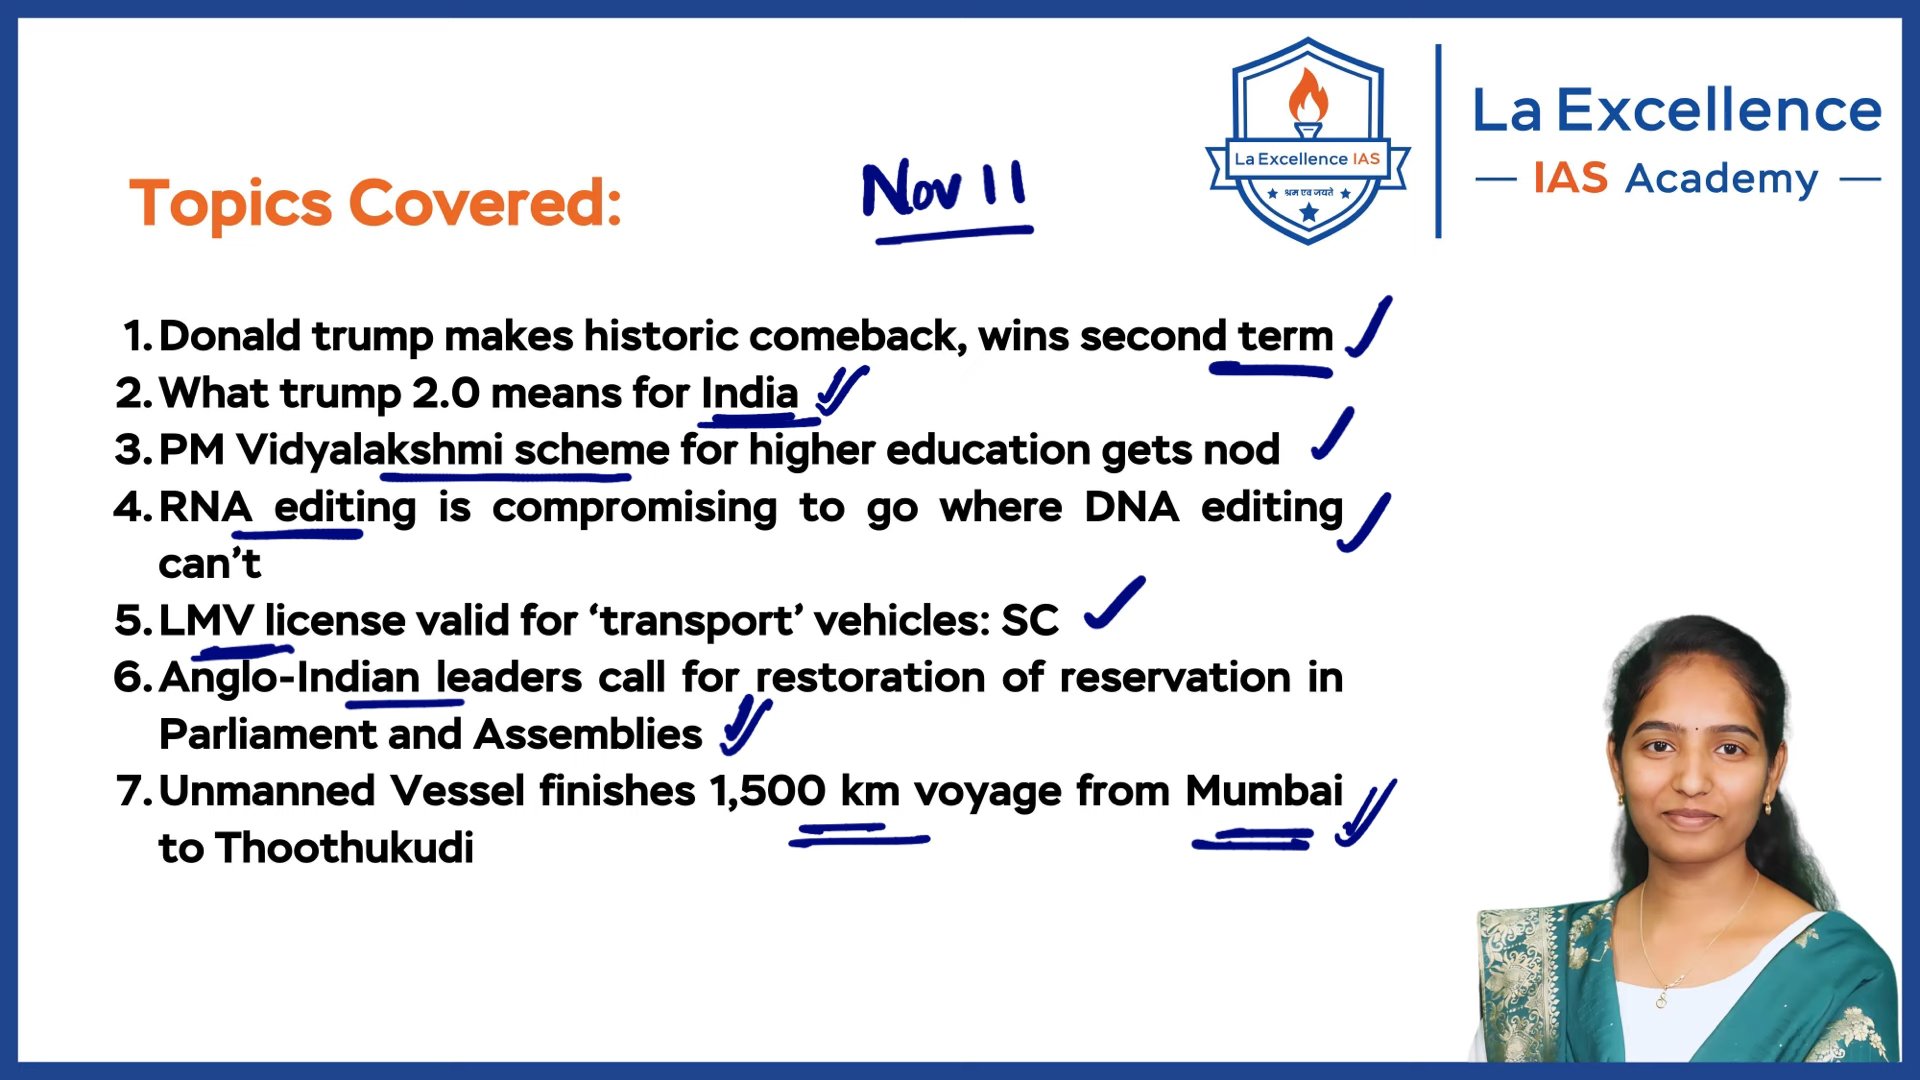 La Excellence
IAS Academy
La Excellence IAS
श्रम एव जयते
Topics Covered:
Nov 11
1. Donald trump makes historic comeback, wins second term
2. What trump 2.0 means for India
3. PM Vidyalakshmi scheme for higher education gets nod
4. RNA editing is compromising to go where DNA editing
can’t
5. LMV license valid for ‘transport’ vehicles: SC
6. Anglo-Indian leaders call for restoration of reservation in
Parliament and Assemblies
7. Unmanned Vessel finishes 1,500 km voyage from Mumbai
to Thoothukudi